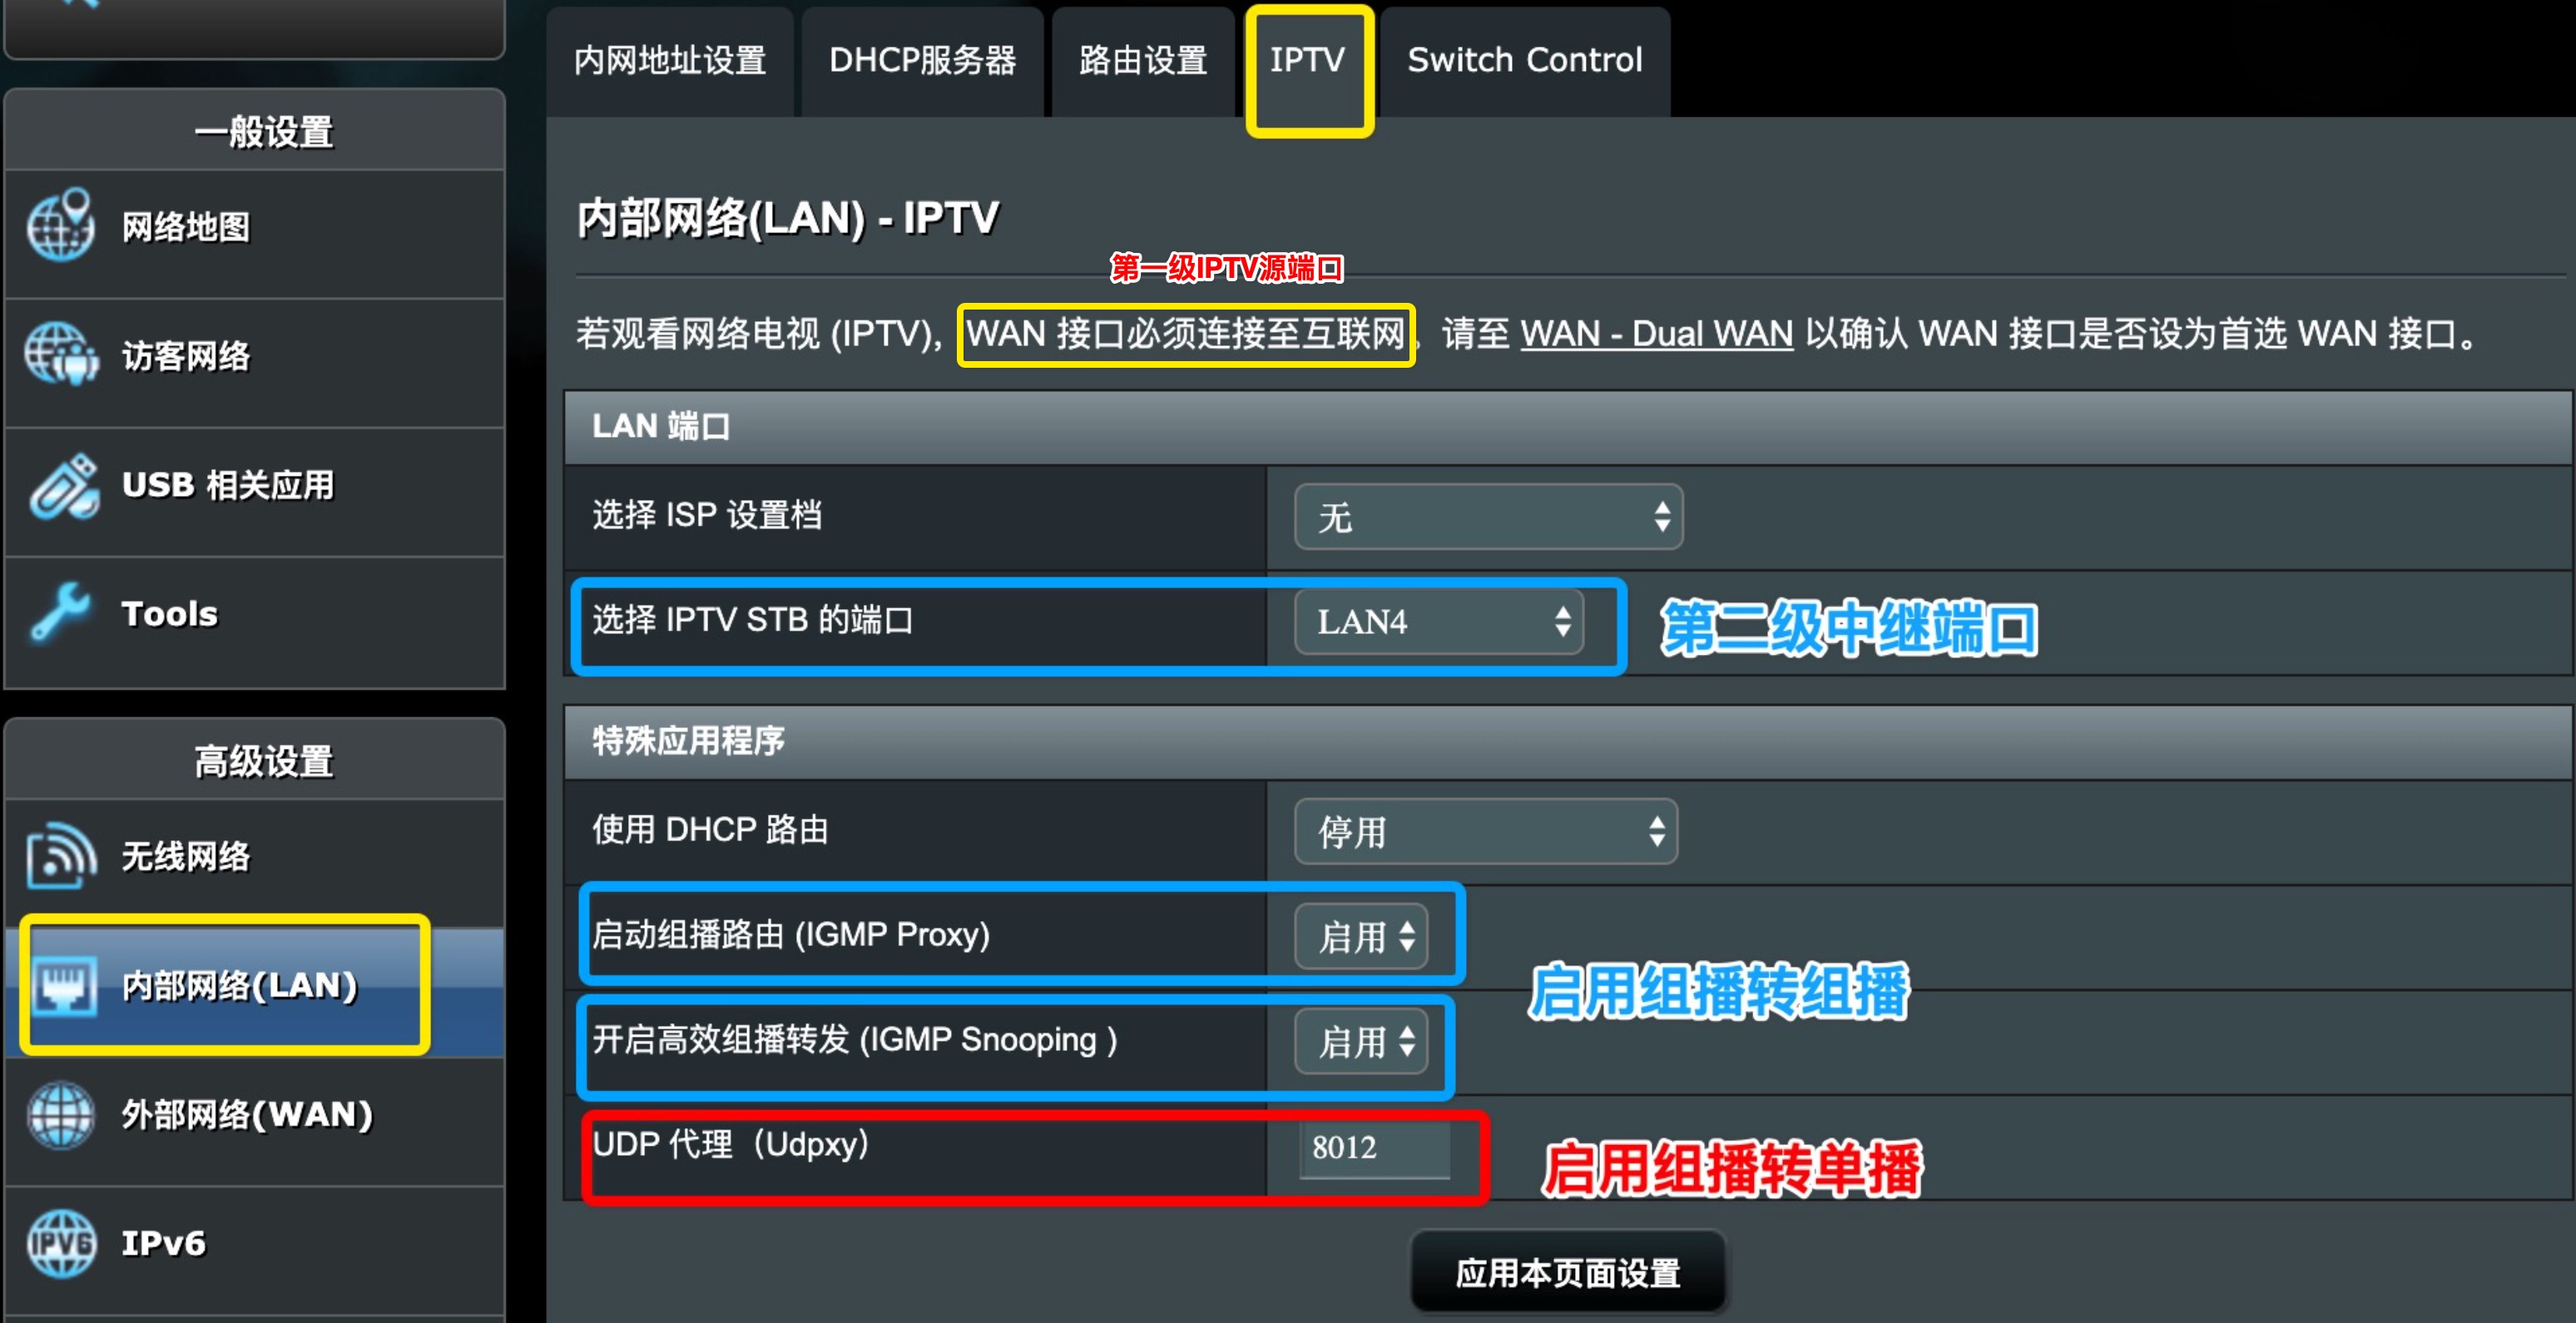 内网地址设置
DHCP服务器
路由设置
IPTV
Switch Control
一般设置
网络地图
访客网络
USB 相关应用
Tools
高级设置
无线网络
内部网络(LAN)
外部网络(WAN)
IPv6
内部网络(LAN) - IPTV
第一级IPTV源端口
若观看网络电视 (IPTV)，WAN 接口必须连接至互联网。请至 WAN - Dual WAN 以确认 WAN 接口是否设为首选 WAN 接口。
LAN 端口
选择 ISP 设置档 无
选择 IPTV STB 的端口 LAN4 第二级中继端口
特殊应用程序
使用 DHCP 路由 停用
启动组播路由 (IGMP Proxy) 启用
启用组播转组播
开启高效组播转发 (IGMP Snooping ) 启用
UDP 代理（Udpxy） 8012 启用组播转单播
应用本页面设置